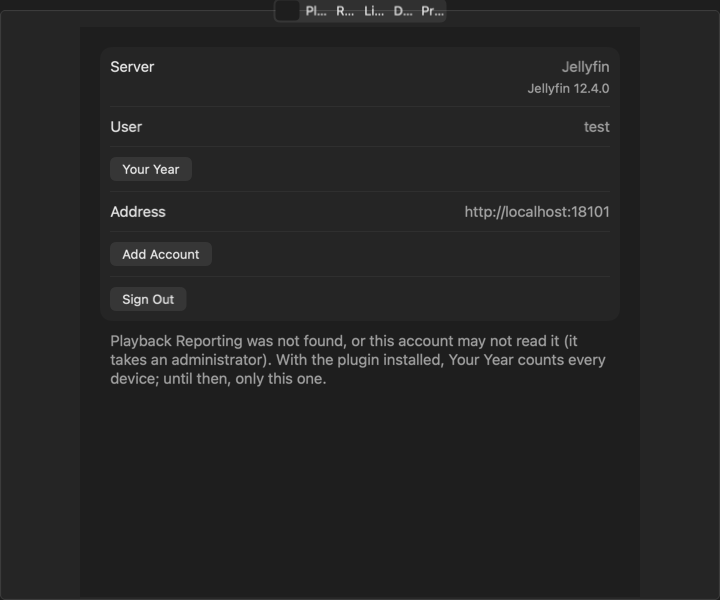 Pl... R... Li... D... Pr...
Server Jellyfin
Jellyfin 12.4.0
User test
Your Year
Address http://localhost:18101
Add Account
Sign Out
Playback Reporting was not found, or this account may not read it (it
takes an administrator). With the plugin installed, Your Year counts every
device; until then, only this one.